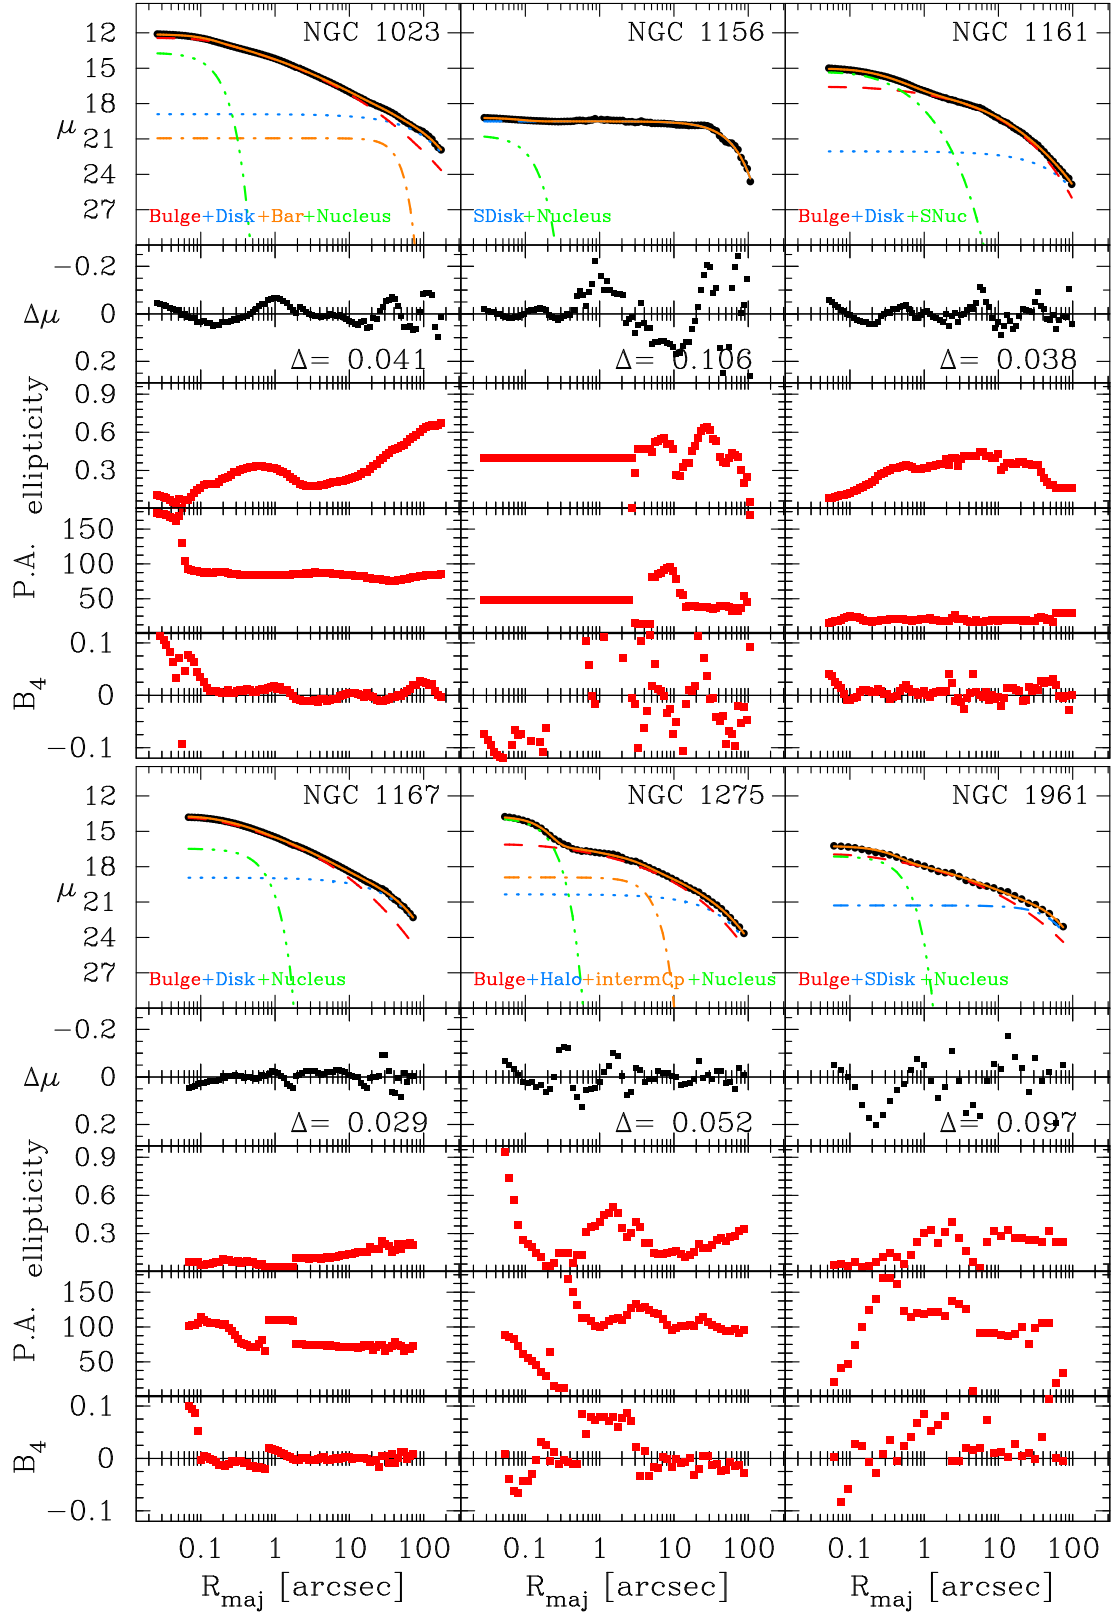 NGC 1023 NGC 1156 NGC 1161
12
15
18
μ
21
24
27
Bulge+Disk+Bar+Nucleus SDisk+Nucleus Bulge+Disk+SNuc
−0.2
Δμ 0
0.2
Δ= 0.041 Δ= 0.106 Δ= 0.038
ellipticity
0.9
0.6
0.3
P.A.
150
100
50
B4
0.1
0
−0.1
NGC 1167 NGC 1275 NGC 1961
12
15
18
μ
21
24
27
Bulge+Disk+Nucleus Bulge+Halo+intermCp+Nucleus Bulge+SDisk+Nucleus
−0.2
Δμ 0
0.2
Δ= 0.029 Δ= 0.052 Δ= 0.097
ellipticity
0.9
0.6
0.3
P.A.
150
100
50
B4
0.1
0
−0.1
0.1 1 10 100 0.1 1 10 100 0.1 1 10 100
Rmaj [arcsec] Rmaj [arcsec] Rmaj [arcsec]